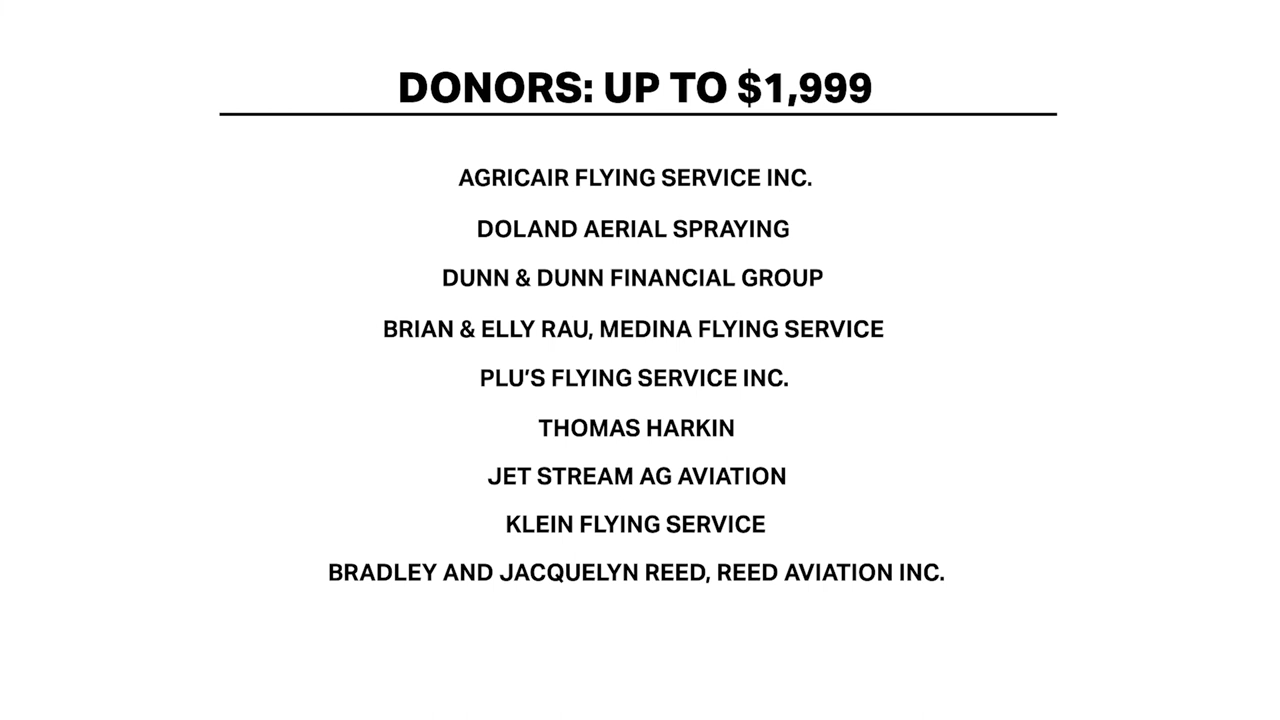 DONORS: UP TO $1,999
AGRICAIR FLYING SERVICE INC.
DOLAND AERIAL SPRAYING
DUNN & DUNN FINANCIAL GROUP
BRIAN & ELLY RAU, MEDINA FLYING SERVICE
PLU’S FLYING SERVICE INC.
THOMAS HARKIN
JET STREAM AG AVIATION
KLEIN FLYING SERVICE
BRADLEY AND JACQUELYN REED, REED AVIATION INC.